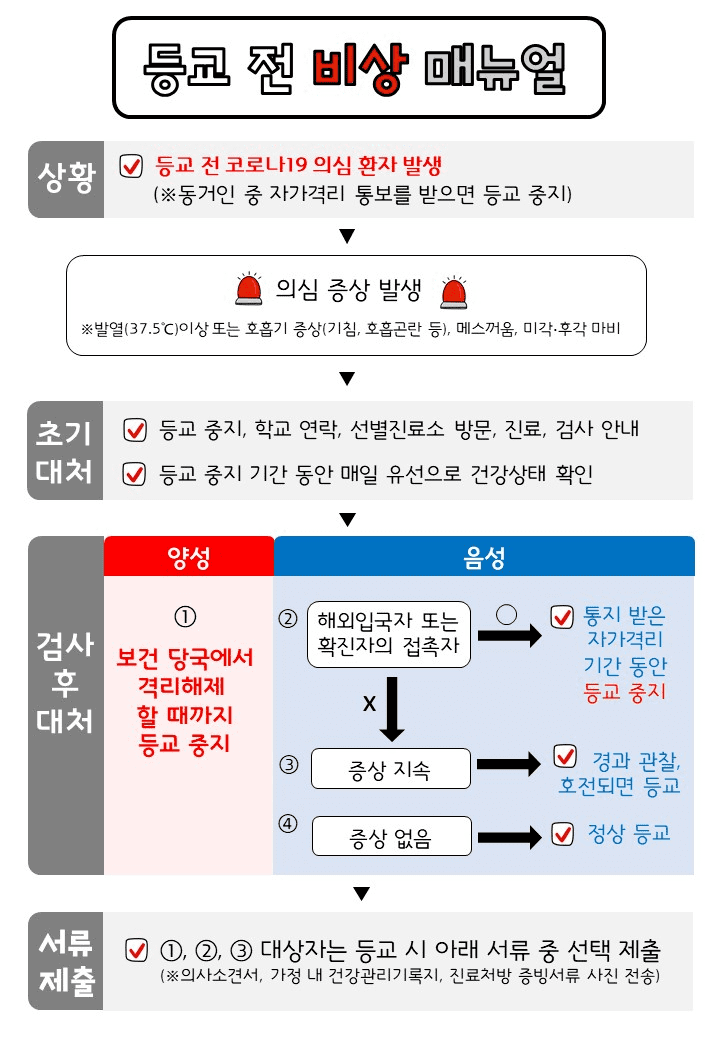 등교 전 비상 매뉴얼
상황
등교 전 코로나19 의심 환자 발생
(※동거인 중 자가격리 통보를 받으면 등교 중지)
의심 증상 발생
※발열(37.5℃)이상 또는 호흡기 증상(기침, 호흡곤란 등), 메스꺼움, 미각·후각 마비
초기
대처
등교 중지, 학교 연락, 선별진료소 방문, 진료, 검사 안내
등교 중지 기간 동안 매일 유선으로 건강상태 확인
검사
후
대처
양성
①
보건 당국에서
격리해제
할 때까지
등교 중지
음성
②
해외입국자 또는
확진자의 접촉자
○
통지 받은
자가격리
기간 동안
등교 중지
X
③
증상 지속
경과 관찰,
호전되면 등교
④
증상 없음
정상 등교
서류
제출
①, ②, ③ 대상자는 등교 시 아래 서류 중 선택 제출
(※의사소견서, 가정 내 건강관리기록지, 진료처방 증빙서류 사진 전송)